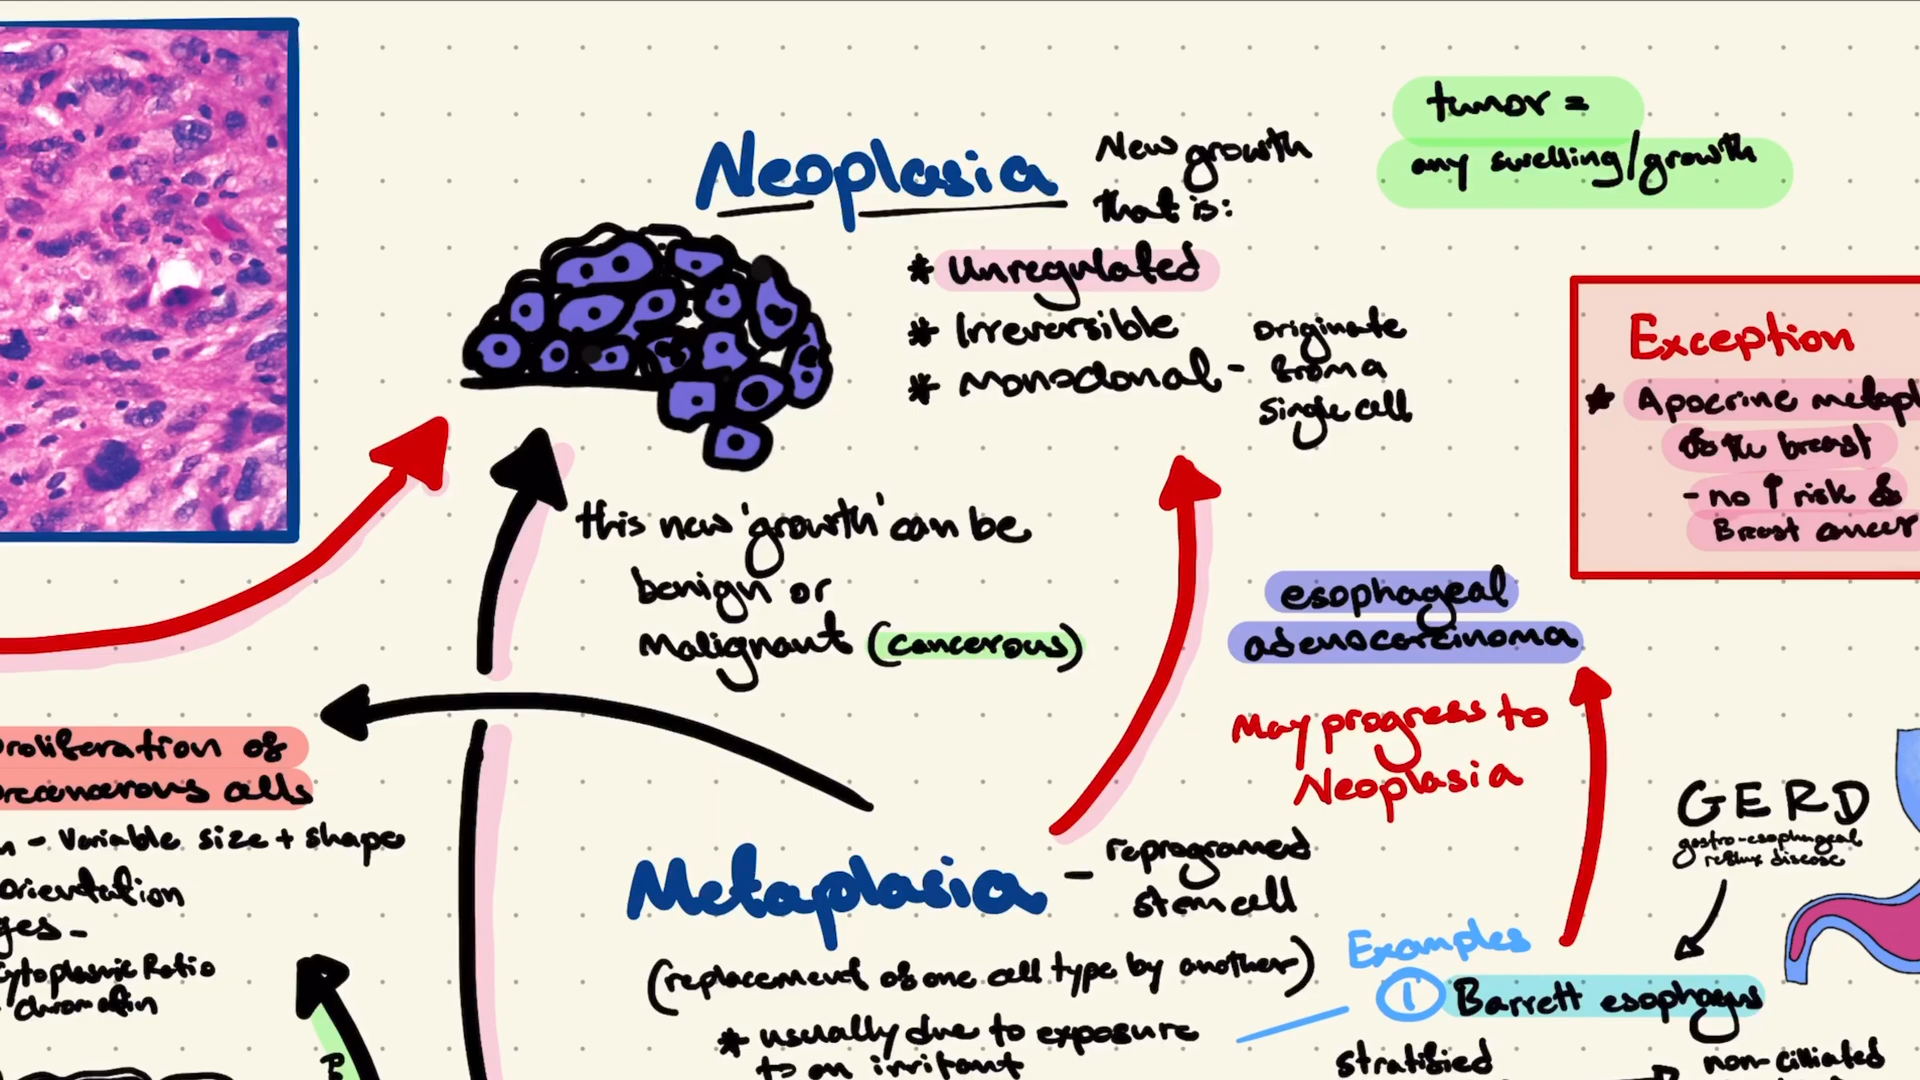 tumor =
any swelling/growth
Neoplasia
New growth
that is:
* Unregulated
* Irreversible
* Monoclonal - originate
from a
single cell
Exception
* Apocrine metapl
of the breast
- no ↑ risk of
Breast cancer
this new 'growth' can be
benign or
Malignant (cancerous)
esophageal
adenocarcinoma
May progress to
Neoplasia
roliferation of
recancerous cells
n - Variable size + shape
orientation
ges -
cytoplasmic Ratio
chromatin
GERD
gastro-esophageal
reflux disease
Metaplasia - reprogramed
stem cell
(replacement of one cell type by another)
* usually due to exposure
to an irritant
Examples
① Barrett esophagus
stratified
non-cilliated